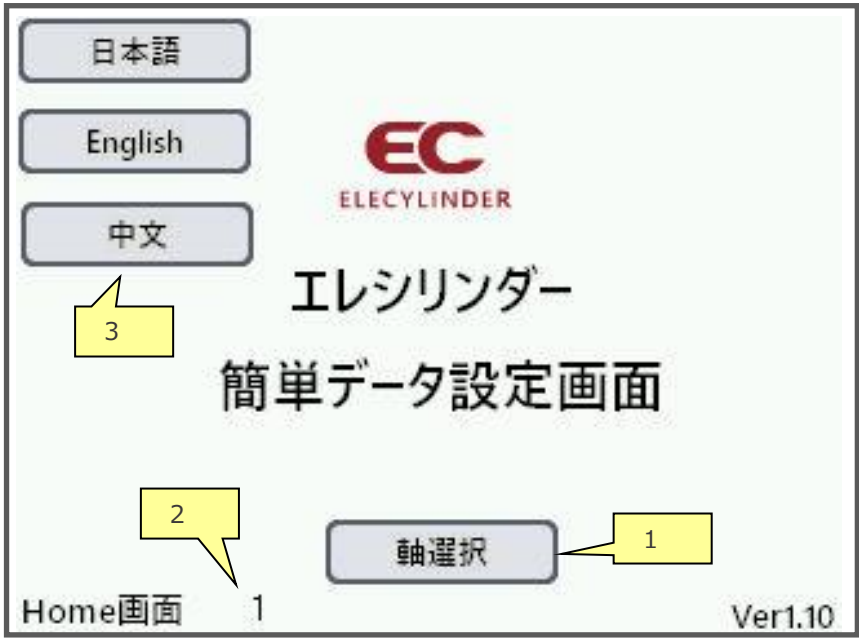 日本語
English
中文
3
EC
ELECYLINDER
エレシリンダー
簡単データ設定画面
2
軸選択
1
Home画面 1
Ver1.10